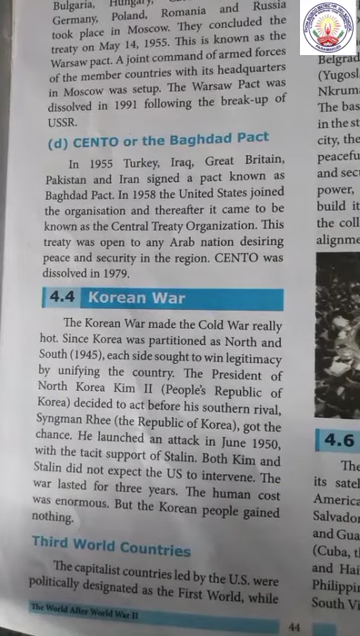 Bulgaria, Hungary,
Germany, Poland, Romania and Russia
took place in Moscow. They concluded the
treaty on May 14, 1955. This is known as the
Warsaw pact. A joint command of armed forces
of the member countries with its headquarters
in Moscow was setup. The Warsaw Pact was
dissolved in 1991 following the break-up of
USSR.
(d) CENTO or the Baghdad Pact
In 1955 Turkey, Iraq, Great Britain,
Pakistan and Iran signed a pact known as
Baghdad Pact. In 1958 the United States joined
the organisation and thereafter it came to be
known as the Central Treaty Organization. This
treaty was open to any Arab nation desiring
peace and security in the region. CENTO was
dissolved in 1979.
4.4 Korean War
The Korean War made the Cold War really
hot. Since Korea was partitioned as North and
South (1945), each side sought to win legitimacy
by unifying the country. The President of
North Korea Kim II (People's Republic of
Korea) decided to act before his southern rival,
Syngman Rhee (the Republic of Korea), got the
chance. He launched an attack in June 1950,
with the tacit support of Stalin. Both Kim and
Stalin did not expect the US to intervene. The
war lasted for three years. The human cost
was enormous. But the Korean people gained
nothing.
Third World Countries
The capitalist countries led by the U.S. were
politically designated as the First World, while
The World After World War II
44
Belgrad
(Yugosl
Nkrum
The bas
in the st
city, the
peacefu
and sec
power,
build it
the coll
alignme
4.6
The
its satel
America
Salvado
and Gua
(Cuba, t
and Hai
Philippi
South Vi